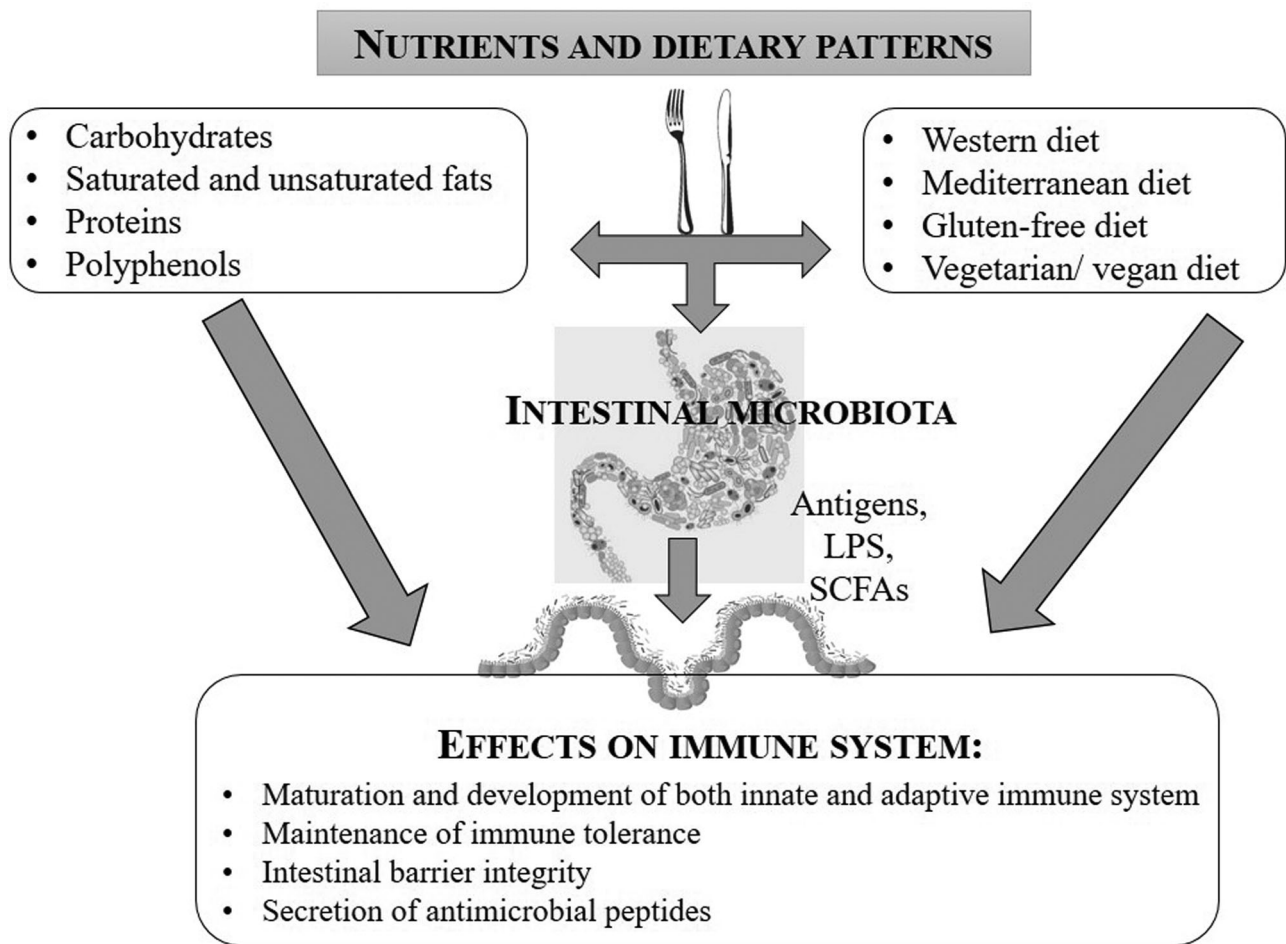 NUTRIENTS AND DIETARY PATTERNS
• Carbohydrates
• Saturated and unsaturated fats
• Proteins
• Polyphenols
• Western diet
• Mediterranean diet
• Gluten-free diet
• Vegetarian/ vegan diet
INTESTINAL MICROBIOTA
Antigens,
LPS,
SCFAs
EFFECTS ON IMMUNE SYSTEM:
• Maturation and development of both innate and adaptive immune system
• Maintenance of immune tolerance
• Intestinal barrier integrity
• Secretion of antimicrobial peptides